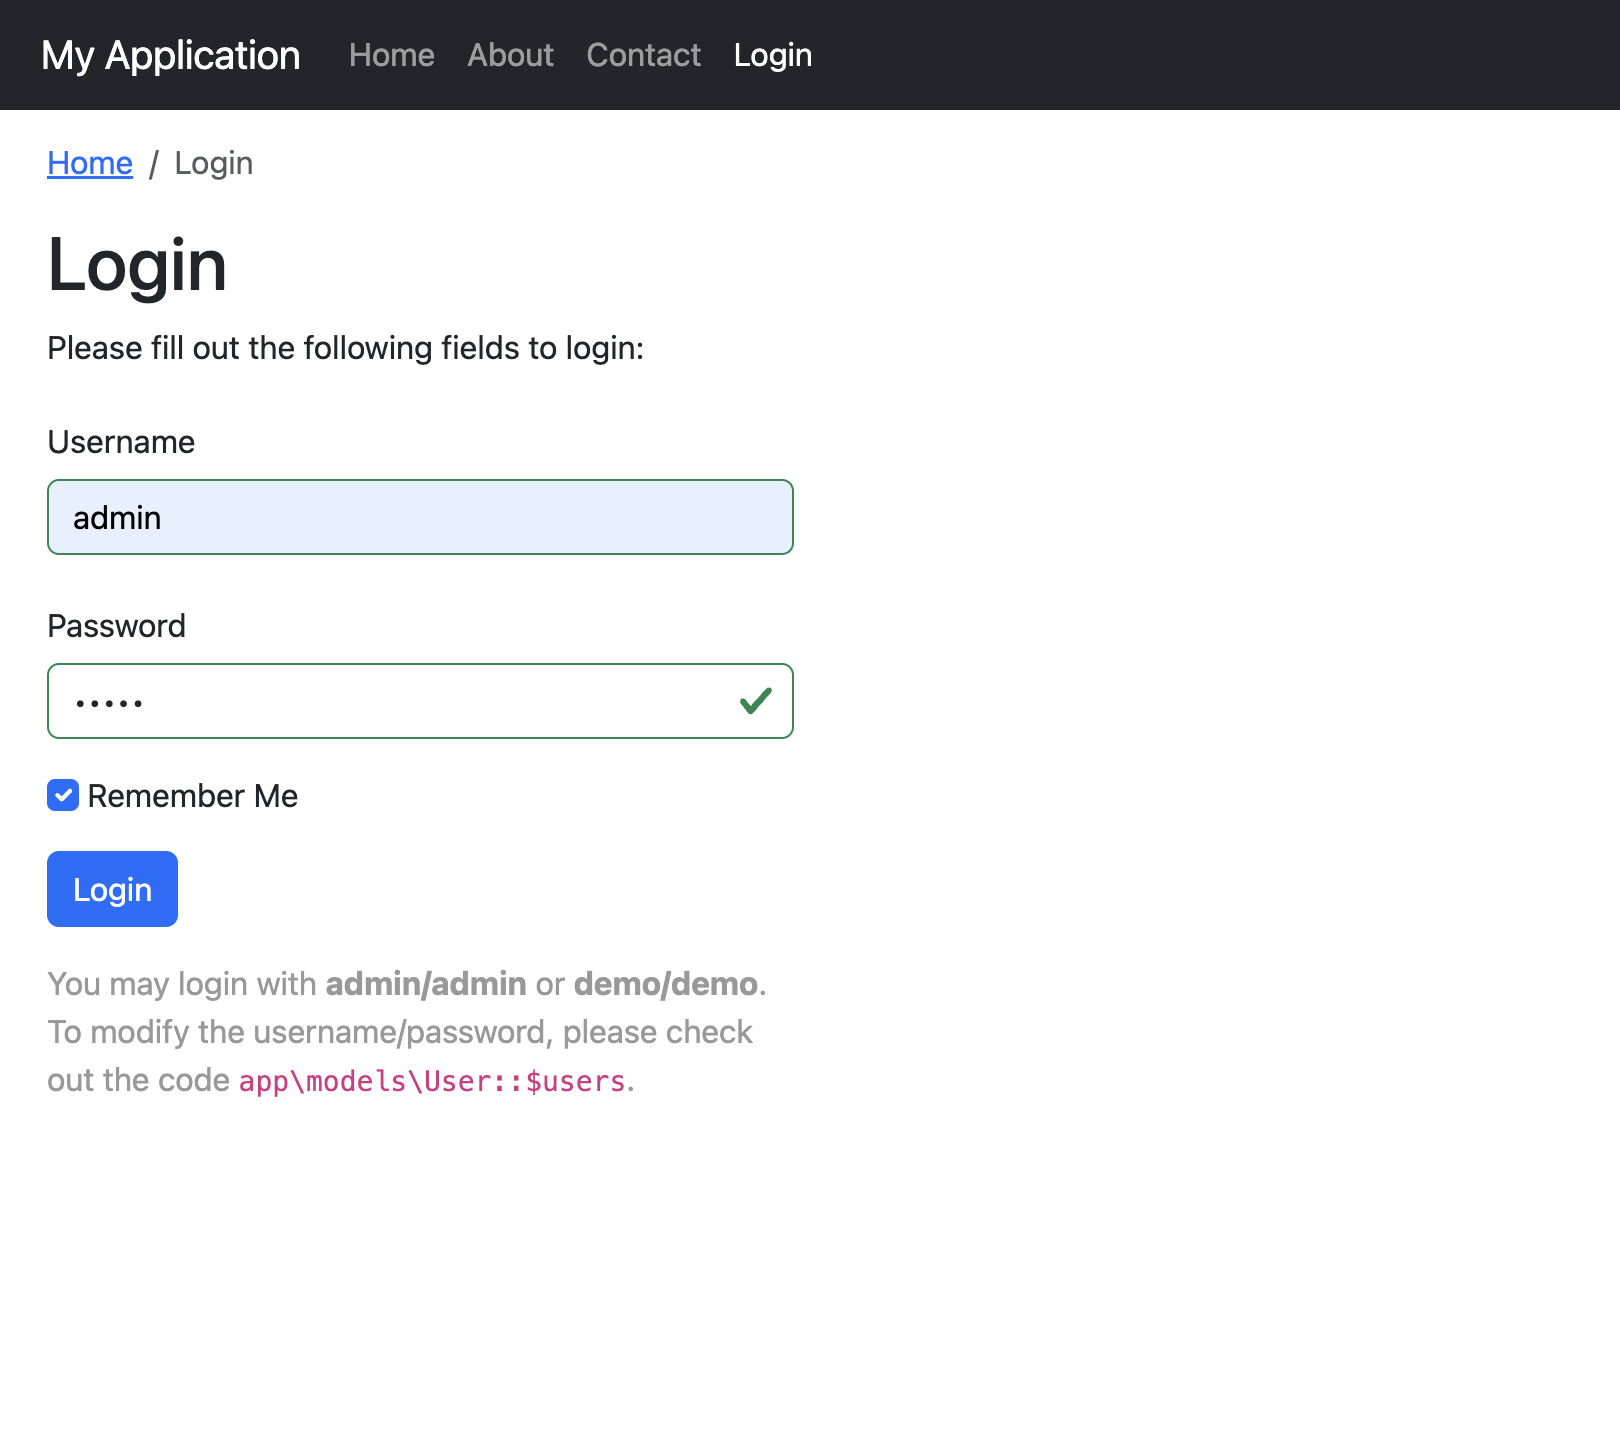 My Application Home About Contact Login
Home / Login
Login
Please fill out the following fields to login:
Username
admin
Password
•••••
Remember Me
Login
You may login with admin/admin or demo/demo.
To modify the username/password, please check
out the code app\models\User::$users.